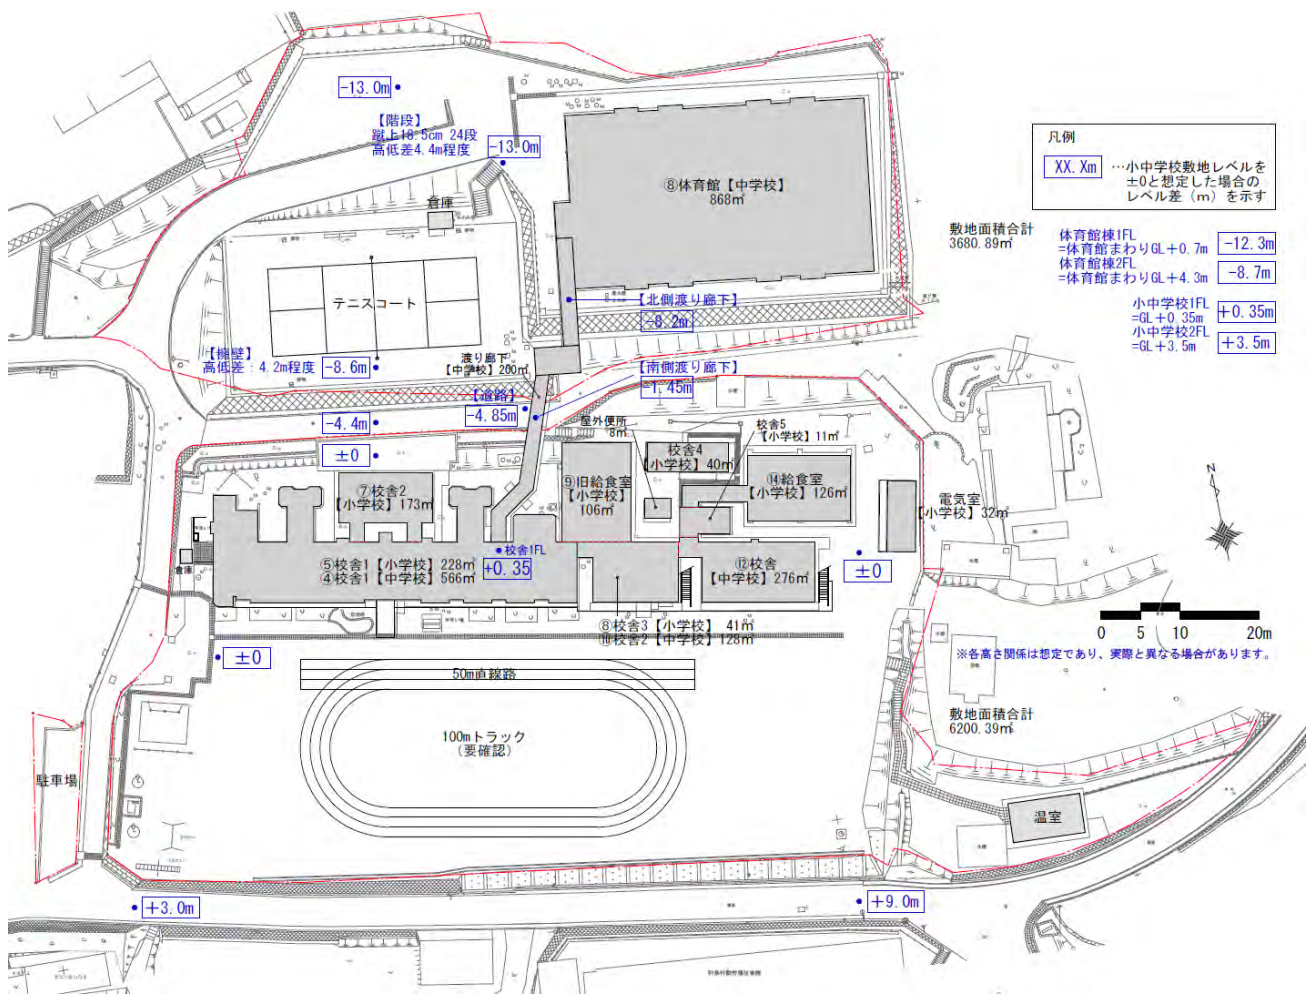 -13.0m
【階段】
蹴上18.5cm 24段
高低差4.4m程度
-13.0m
倉庫
⑧体育館【中学校】
868㎡
凡例
XX.Xm
…小中学校敷地レベルを
±0と想定した場合の
レベル差（m）を示す
敷地面積合計
3680.89㎡
体育館棟1FL
=体育館まわりGL+0.7m
-12.3m
体育館棟2FL
=体育館まわりGL+4.3m
-8.7m
小中学校1FL
=GL+0.35m
+0.35m
小中学校2FL
=GL+3.5m
+3.5m
テニスコート
【北側渡り廊下】
-8.2m
【擁壁】
高低差：4.2m程度
-8.6m
渡り廊下
【中学校】200㎡
【南側渡り廊下】
-1.45m
【道路】
-4.85m
-4.4m
±0
屋外便所
8㎡
校舎5
【小学校】11㎡
校舎4
【小学校】40㎡
⑦校舎2
【小学校】173㎡
⑨旧給食室
【小学校】
106㎡
⑭給食室
【小学校】126㎡
電気室
【小学校】32㎡
N
倉庫
校舎1FL
+0.35
⑤校舎1【小学校】228㎡
④校舎1【中学校】566㎡
⑫校舎
【中学校】276㎡
±0
⑧校舎3【小学校】 41㎡
⑩校舎2【中学校】128㎡
0 5 10 20m
※各高さ関係は想定であり、実際と異なる場合があります。
±0
50m直線路
100mトラック
（要確認）
敷地面積合計
6200.39㎡
駐車場
温室
+3.0m
+9.0m